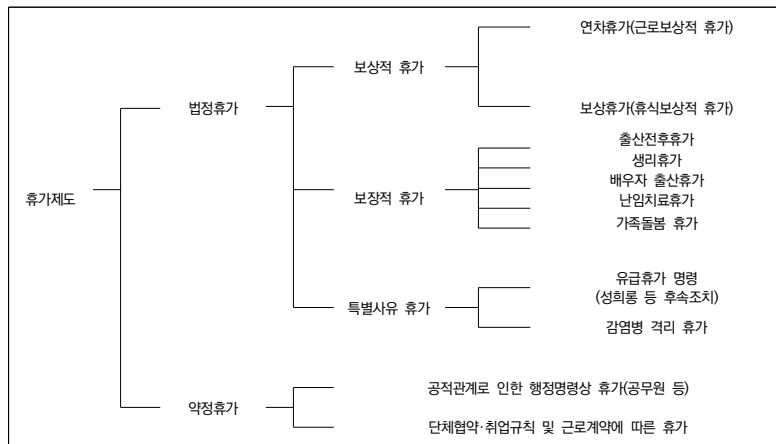 연차휴가(근로보상적 휴가)
보상적 휴가
법정휴가
보상휴가(휴식보상적 휴가)
출산전후휴가
생리휴가
배우자 출산휴가
휴가제도
보장적 휴가
난임치료휴가
가족돌봄 휴가
유급휴가 명령
(성희롱 등 후속조치)
특별사유 휴가
감염병 격리 휴가
공적관계로 인한 행정명령상 휴가(공무원 등)
약정휴가
단체협약·취업규칙 및 근로계약에 따른 휴가